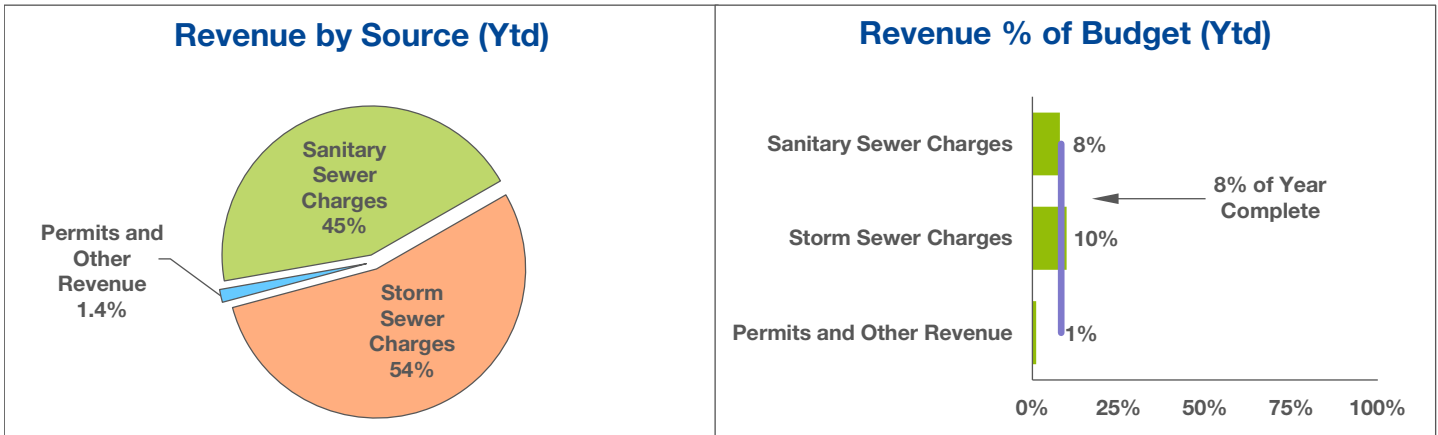 Revenue by Source (Ytd)
Sanitary
Sewer
Charges
45%
Permits and
Other
Revenue
1.4%
Storm
Sewer
Charges
54%
Revenue % of Budget (Ytd)
Sanitary Sewer Charges
8%
8% of Year
Complete
Storm Sewer Charges
10%
Permits and Other Revenue
1%
0% 25% 50% 75% 100%